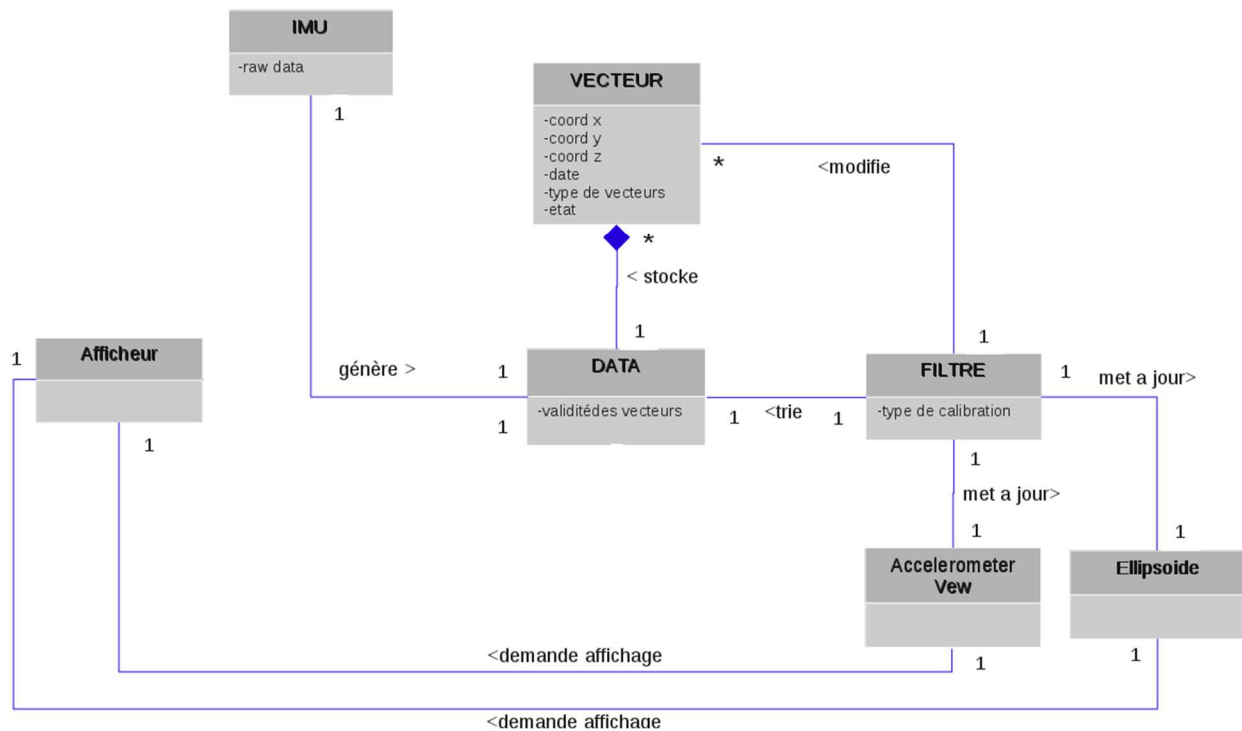 IMU
-raw data
1
VECTEUR
-coord x
-coord y
-coord z
-date
-type de vecteurs
-etat
*
<modifie
*
< stocke
1
1
1
Afficheur
1
génère >
1
1
DATA
-validitédes vecteurs
1
<trie
1
FILTRE
-type de calibration
1
met a jour>
1
met a jour>
1
1
Accelerometer
Vew
Ellipsoide
<demande affichage
1
1
<demande affichage